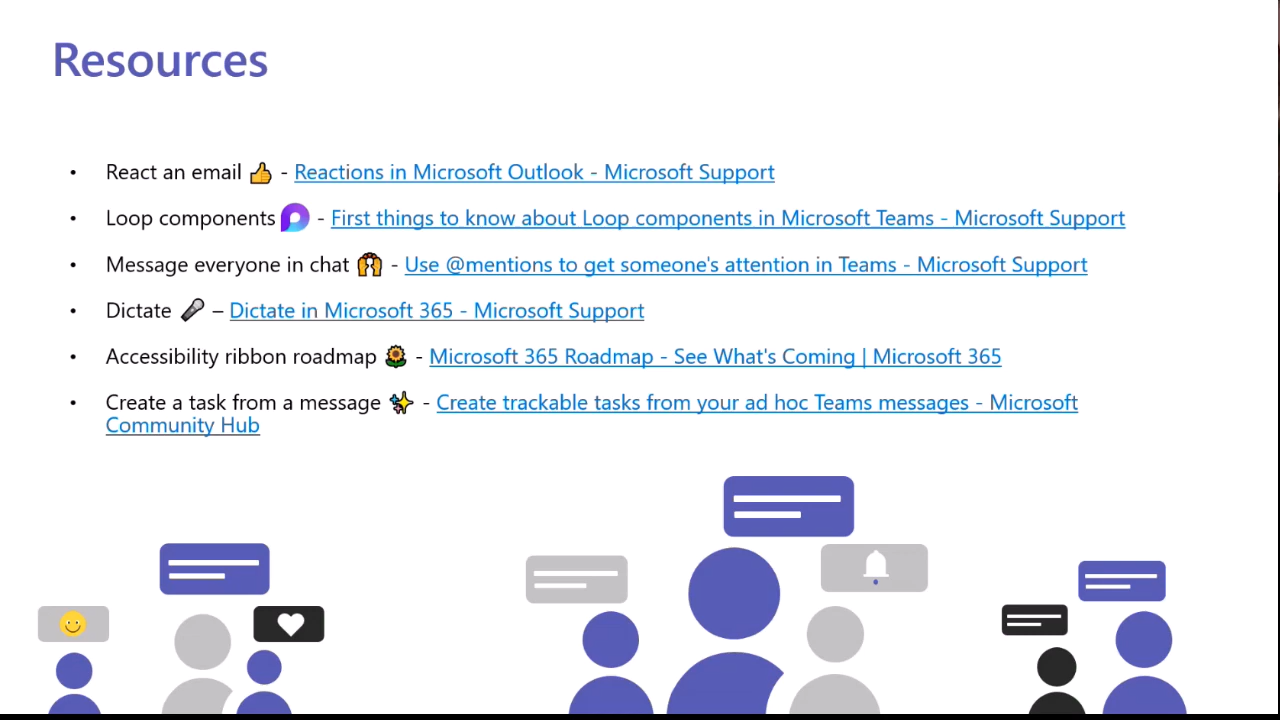 Resources
• React an email 👍 - Reactions in Microsoft Outlook - Microsoft Support
• Loop components - First things to know about Loop components in Microsoft Teams - Microsoft Support
• Message everyone in chat 🙌 - Use @mentions to get someone's attention in Teams - Microsoft Support
• Dictate 🎤 – Dictate in Microsoft 365 - Microsoft Support
• Accessibility ribbon roadmap 🌻 - Microsoft 365 Roadmap - See What's Coming | Microsoft 365
• Create a task from a message ✨ - Create trackable tasks from your ad hoc Teams messages - Microsoft
Community Hub